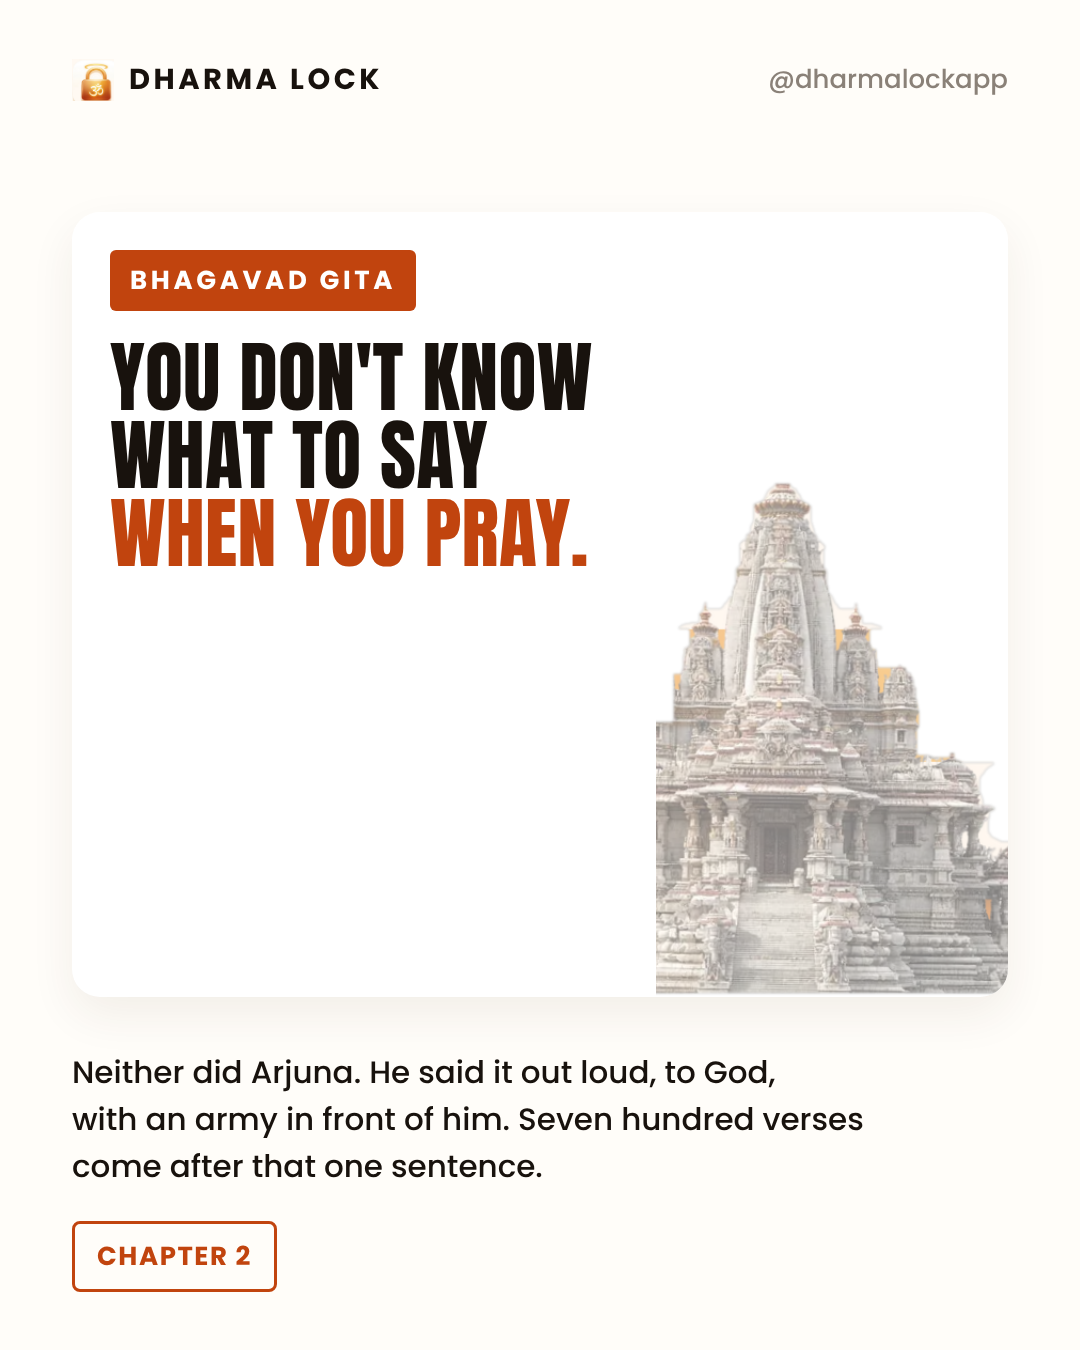 DHARMA LOCK
@dharmalockapp
BHAGAVAD GITA
YOU DON'T KNOW
WHAT TO SAY
WHEN YOU PRAY.
Neither did Arjuna. He said it out loud, to God,
with an army in front of him. Seven hundred verses
come after that one sentence.
CHAPTER 2